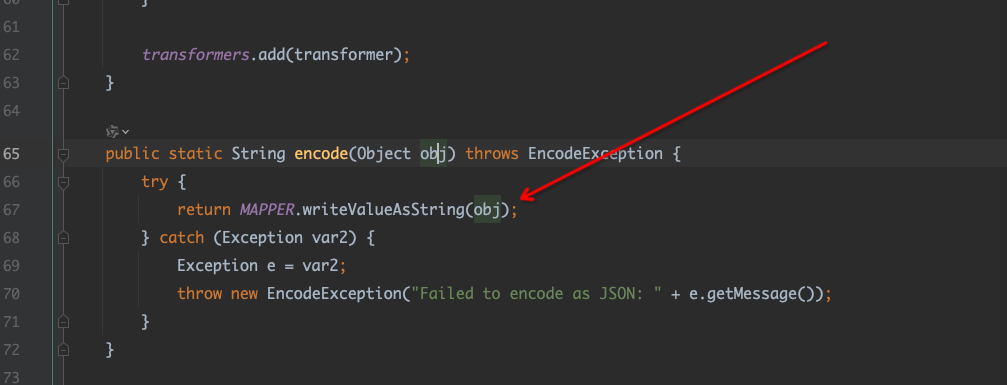 60 }
61
62 transformers.add(transformer);
63 }
64
65 public static String encode(Object obj) throws EncodeException {
66 try {
67 return MAPPER.writeValueAsString(obj);
68 } catch (Exception var2) {
69 Exception e = var2;
70 throw new EncodeException("Failed to encode as JSON: " + e.getMessage());
71 }
72 }
73